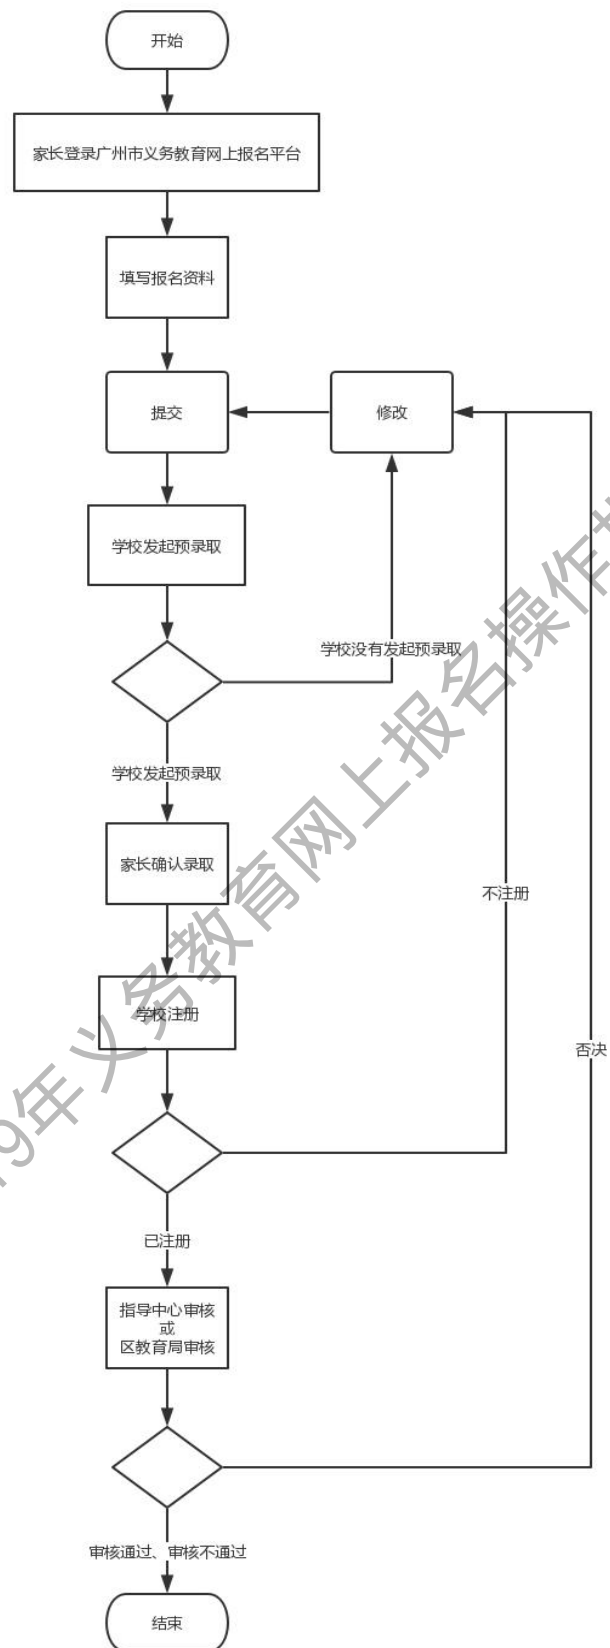 开始
家长登录广州市义务教育网上报名平台
填写报名资料
提交
修改
学校发起预录取
学校没有发起预录取
学校发起预录取
家长确认录取
不注册
学校注册
否决
已注册
指导中心审核
或
区教育局审核
审核通过、审核不通过
结束
9年义务教育网上报名操作